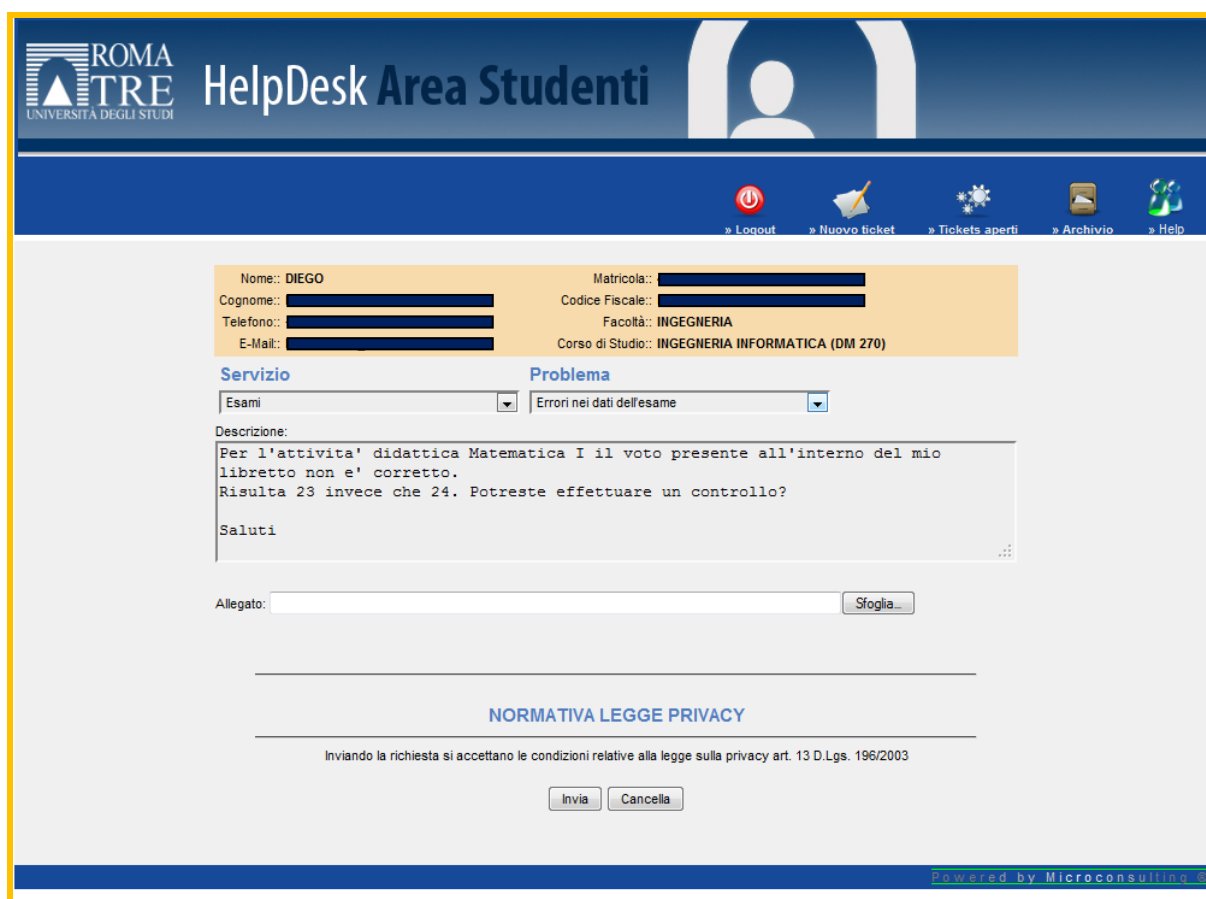 ROMA
TRE
UNIVERSITÀ DEGLI STUDI
HelpDesk Area Studenti
» Logout » Nuovo ticket » Tickets aperti » Archivio » Help
Nome:: DIEGO Matricola::
Cognome:: Codice Fiscale::
Telefono:: Facoltà:: INGEGNERIA
E-Mail:: Corso di Studio:: INGEGNERIA INFORMATICA (DM 270)
Servizio Problema
Esami Errori nei dati dell'esame
Descrizione:
Per l'attivita' didattica Matematica I il voto presente all'interno del mio
libretto non e' corretto.
Risulta 23 invece che 24. Potreste effettuare un controllo?
Saluti
Allegato: Sfoglia...
NORMATIVA LEGGE PRIVACY
Inviando la richiesta si accettano le condizioni relative alla legge sulla privacy art. 13 D.Lgs. 196/2003
Invia Cancella
Powered by Microconsulting ©